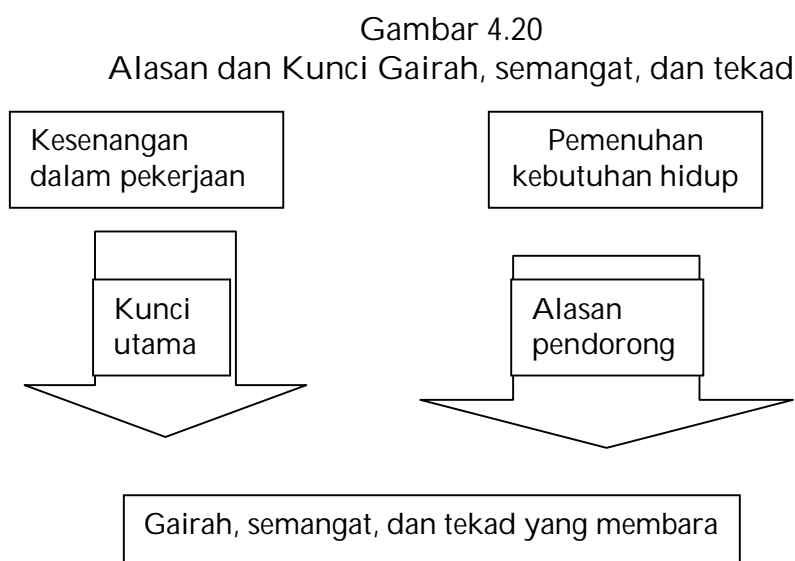 Gambar 4.20
Alasan dan Kunci Gairah, semangat, dan tekad
Kesenangan
dalam pekerjaan
Pemenuhan
kebutuhan hidup
Kunci
utama
Alasan
pendorong
Gairah, semangat, dan tekad yang membara